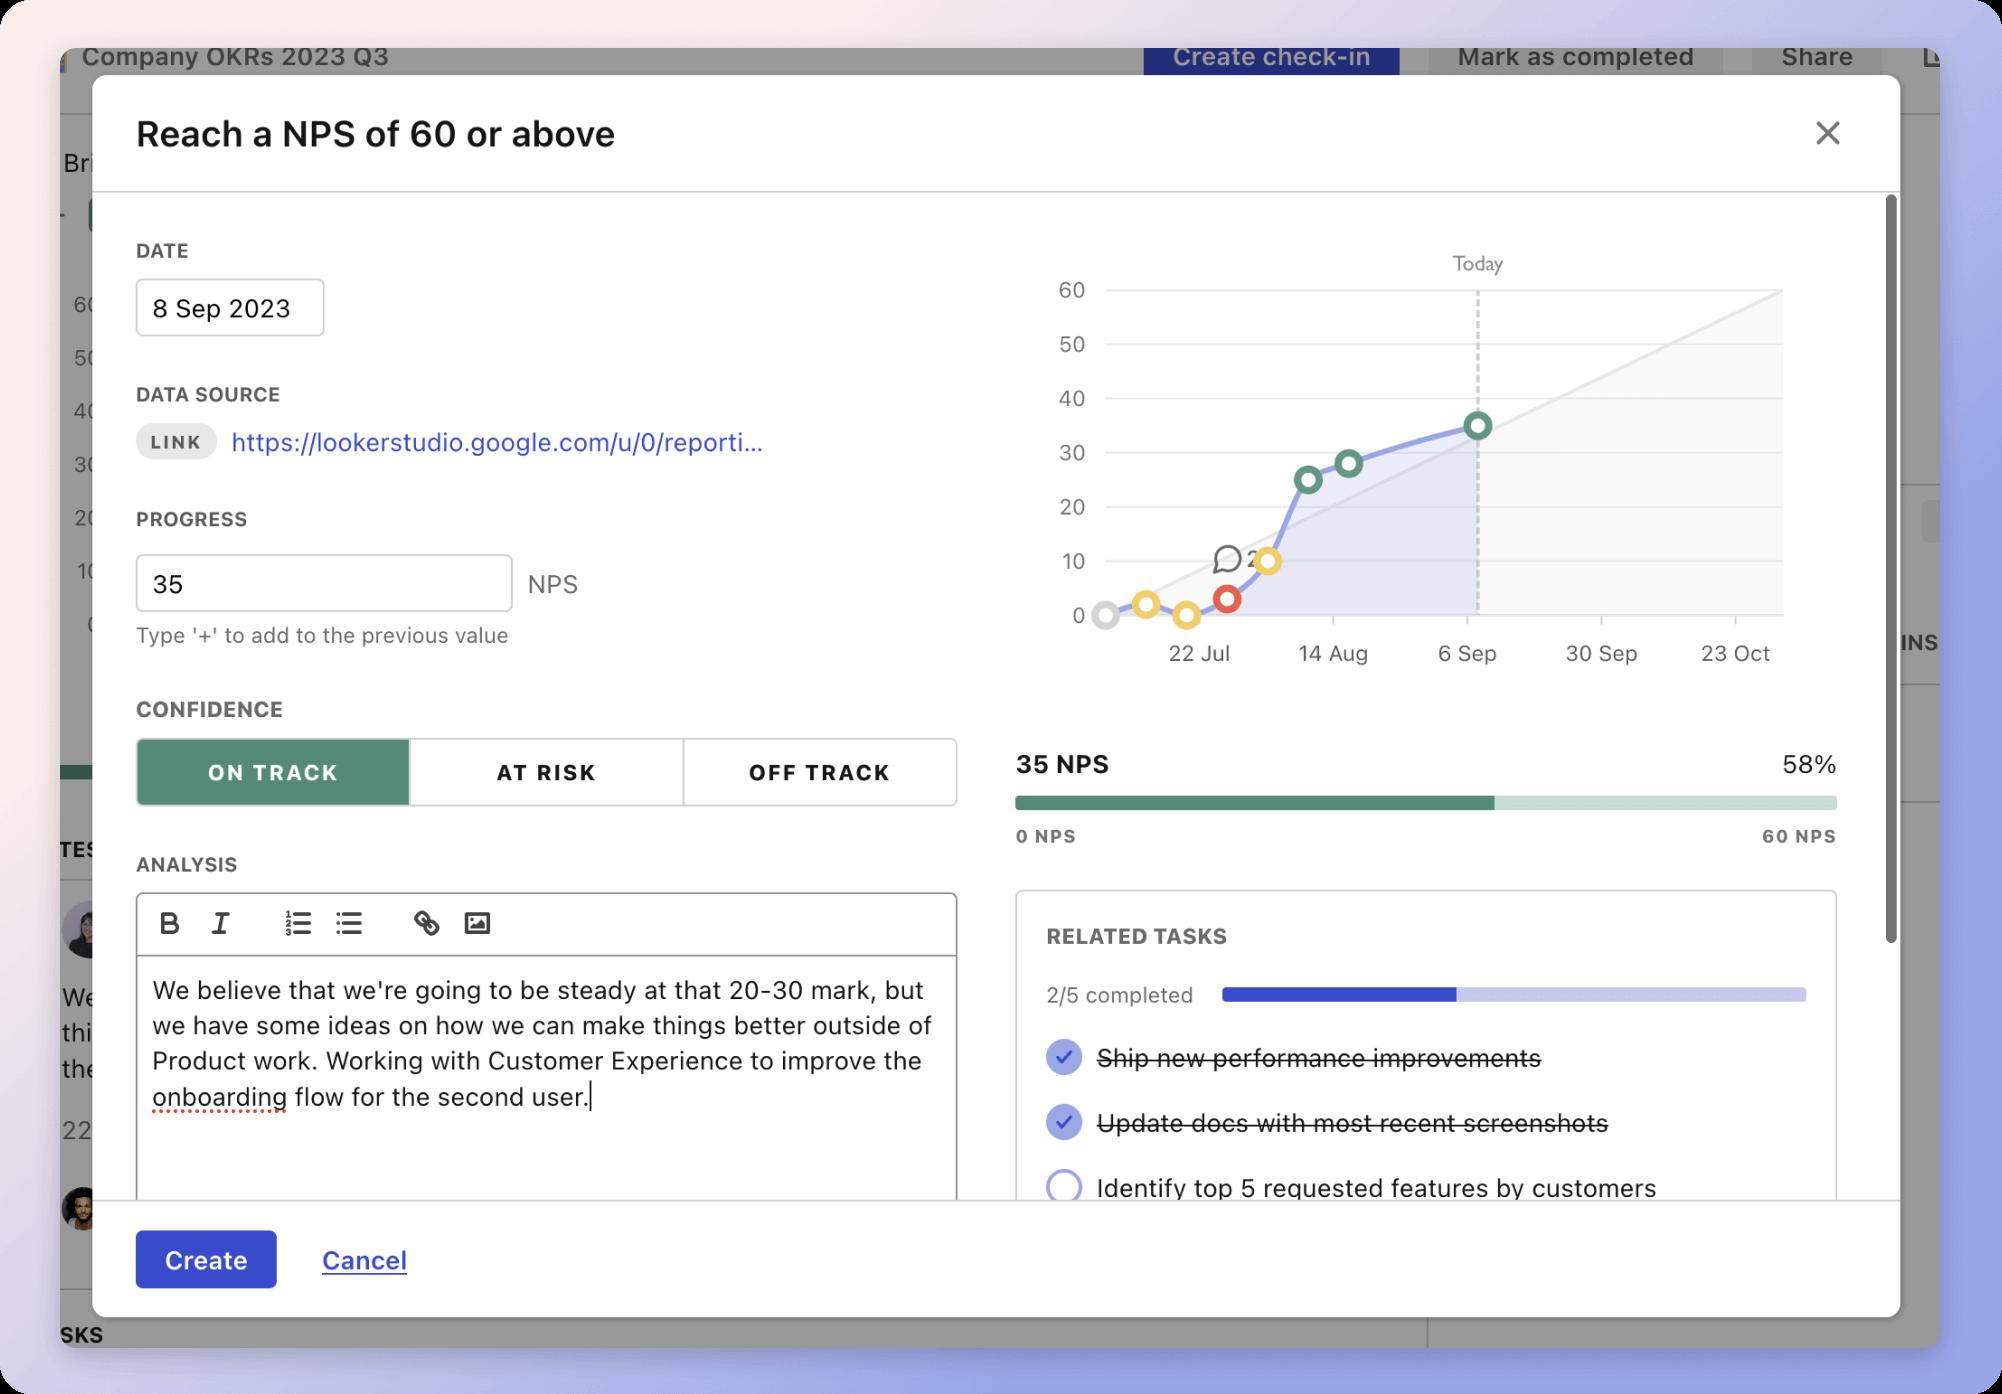 Company OKRs 2023 Q3
Create check-in
Mark as completed
Share
Reach a NPS of 60 or above
DATE
8 Sep 2023
DATA SOURCE
LINK https://lookerstudio.google.com/u/0/reporti...
PROGRESS
35 NPS
Type '+' to add to the previous value
CONFIDENCE
ON TRACK
AT RISK
OFF TRACK
ANALYSIS
We believe that we're going to be steady at that 20-30 mark, but
we have some ideas on how we can make things better outside of
Product work. Working with Customer Experience to improve the
onboarding flow for the second user.
Today
60
50
40
30
20
10
0
2
22 Jul
14 Aug
6 Sep
30 Sep
23 Oct
35 NPS
58%
0 NPS
60 NPS
RELATED TASKS
2/5 completed
Ship new performance improvements
Update docs with most recent screenshots
Identify top 5 requested features by customers
Create
Cancel